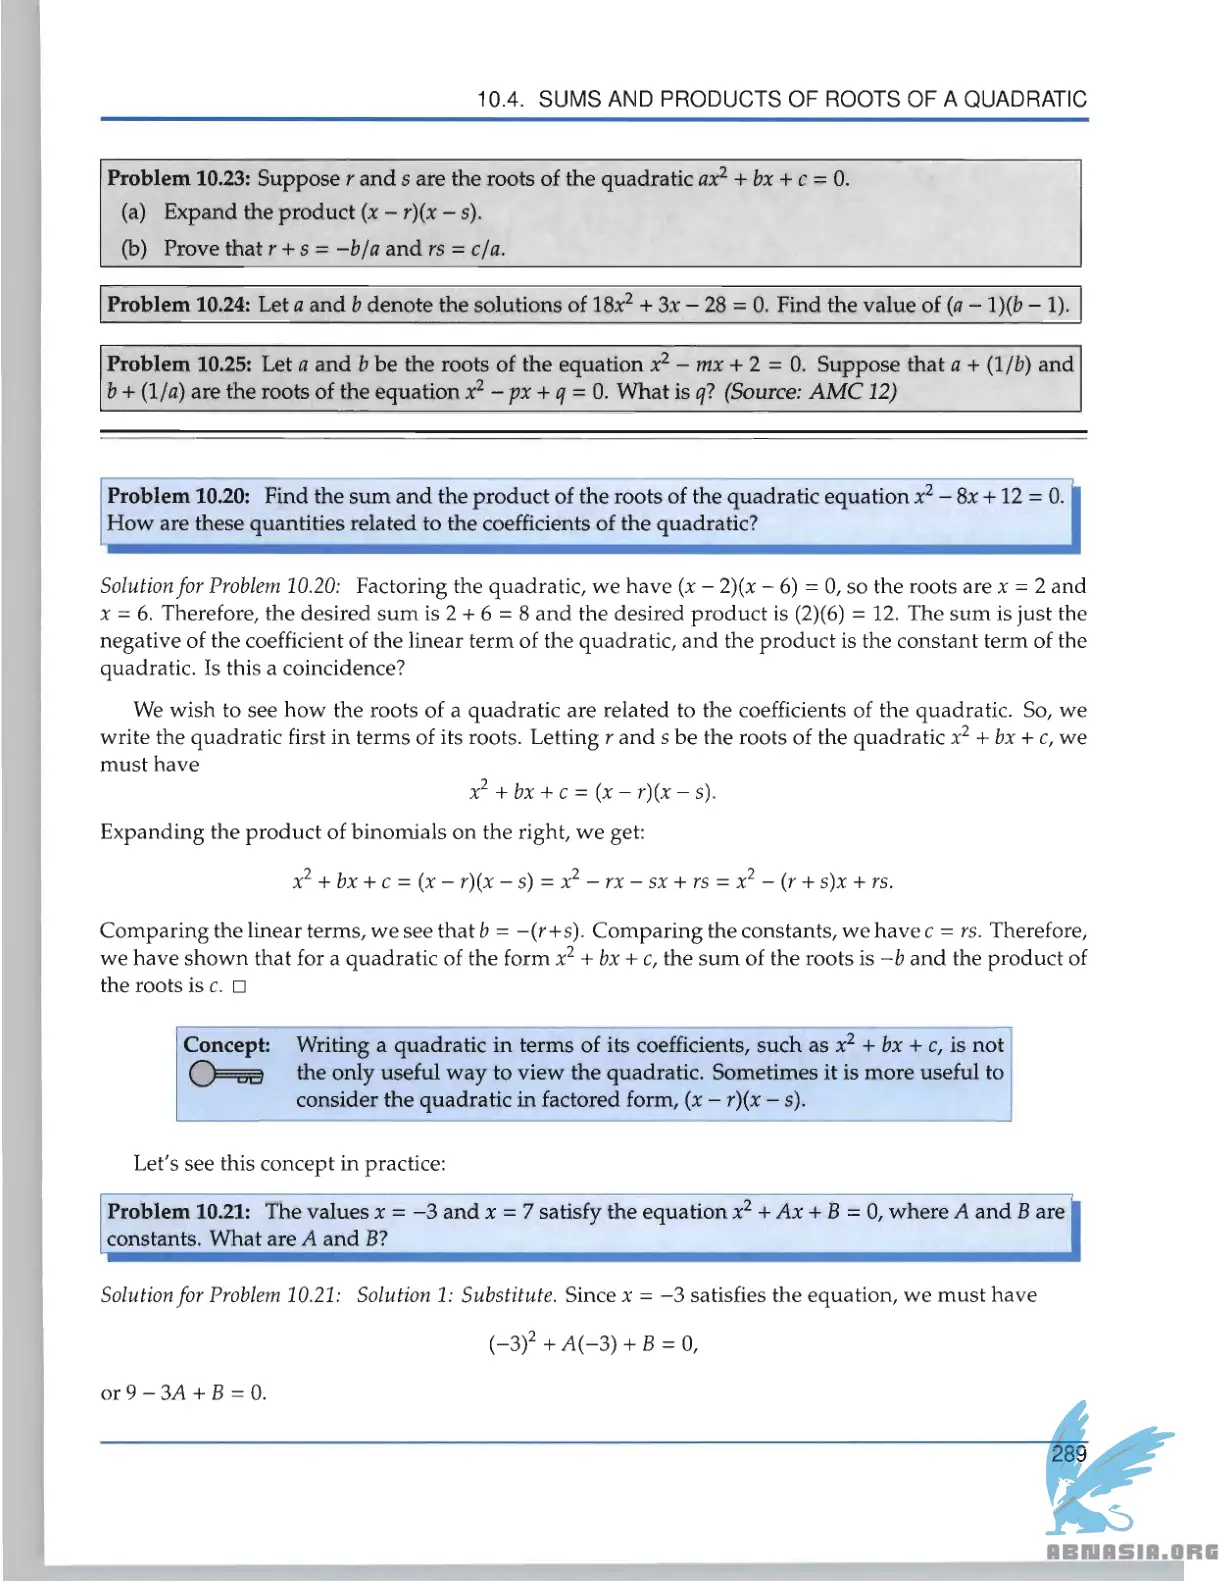 10.4. SUMS AND PRODUCTS OF ROOTS OF A QUADRATIC
Problem 10.23: Suppose r and s are the roots of the quadratic ax² + bx + c = 0.
(a) Expand the product (x − r)(x − s).
(b) Prove that r + s = −b/a and rs = c/a.
Problem 10.24: Let a and b denote the solutions of 18x² + 3x − 28 = 0. Find the value of (a − 1)(b − 1).
Problem 10.25: Let a and b be the roots of the equation x² − mx + 2 = 0. Suppose that a + (1/b) and
b + (1/a) are the roots of the equation x² − px + q = 0. What is q? (Source: AMC 12)
Problem 10.20: Find the sum and the product of the roots of the quadratic equation x² − 8x + 12 = 0.
How are these quantities related to the coefficients of the quadratic?
Solution for Problem 10.20: Factoring the quadratic, we have (x − 2)(x − 6) = 0, so the roots are x = 2 and
x = 6. Therefore, the desired sum is 2 + 6 = 8 and the desired product is (2)(6) = 12. The sum is just the
negative of the coefficient of the linear term of the quadratic, and the product is the constant term of the
quadratic. Is this a coincidence?
We wish to see how the roots of a quadratic are related to the coefficients of the quadratic. So, we
write the quadratic first in terms of its roots. Letting r and s be the roots of the quadratic x² + bx + c, we
must have
x² + bx + c = (x − r)(x − s).
Expanding the product of binomials on the right, we get:
x² + bx + c = (x − r)(x − s) = x² − rx − sx + rs = x² − (r + s)x + rs.
Comparing the linear terms, we see that b = −(r+s). Comparing the constants, we have c = rs. Therefore,
we have shown that for a quadratic of the form x² + bx + c, the sum of the roots is −b and the product of
the roots is c. □
Concept: Writing a quadratic in terms of its coefficients, such as x² + bx + c, is not
the only useful way to view the quadratic. Sometimes it is more useful to
consider the quadratic in factored form, (x − r)(x − s).
Let's see this concept in practice:
Problem 10.21: The values x = −3 and x = 7 satisfy the equation x² + Ax + B = 0, where A and B are
constants. What are A and B?
Solution for Problem 10.21: Solution 1: Substitute. Since x = −3 satisfies the equation, we must have
(−3)² + A(−3) + B = 0,
or 9 − 3A + B = 0.
289
ABNASIA.ORG